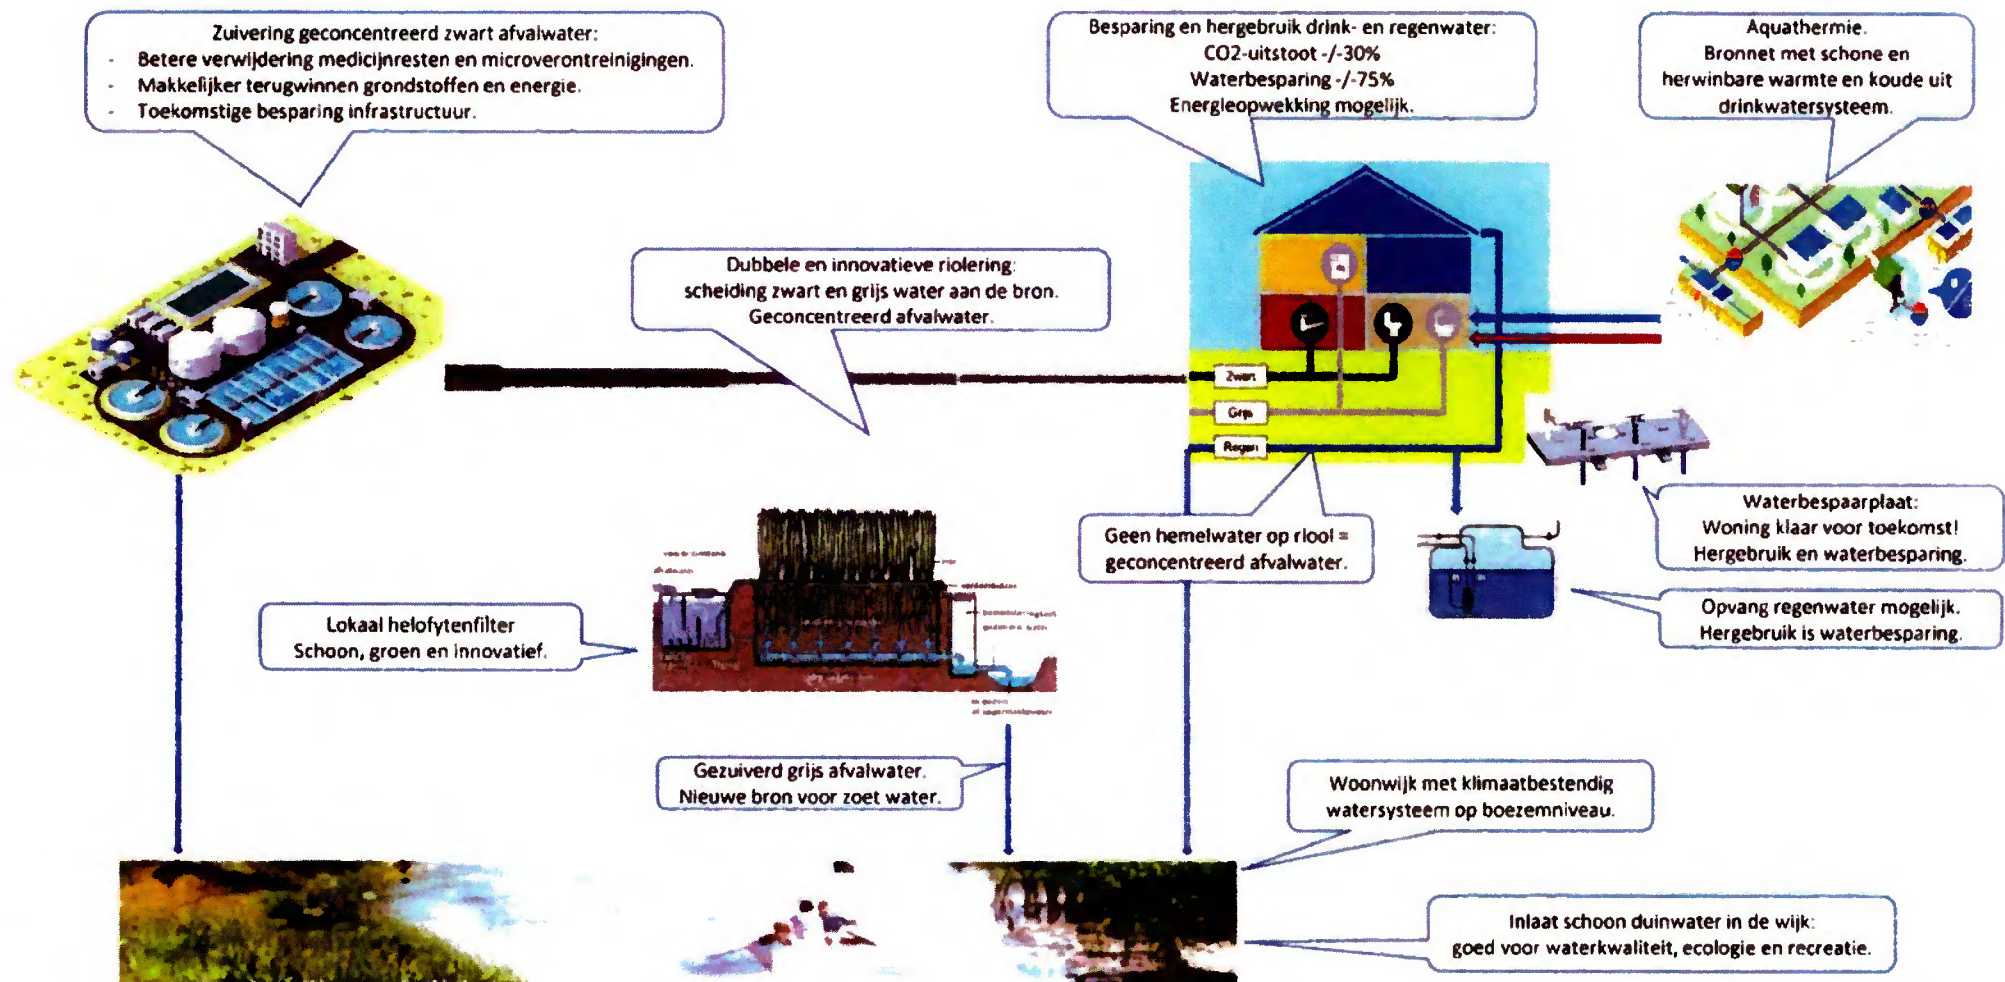 Zuivering geconcentreerd zwart afvalwater:
- Betere verwijdering medicijnresten en microverontreinigingen.
- Makkelijker terugwinnen grondstoffen en energie.
- Toekomstige besparing infrastructuur.
Besparing en hergebruik drink- en regenwater:
CO2-uitstoot -/-30%
Waterbesparing -/-75%
Energieopwekking mogelijk.
Aquathermie.
Bronnet met schone en
herwinbare warmte en koude uit
drinkwatersysteem.
Dubbele en innovatieve riolering:
scheiding zwart en grijs water aan de bron.
Geconcentreerd afvalwater.
Zwart
Grijs
Regen
Geen hemelwater op riool =
geconcentreerd afvalwater.
Waterbespaarplaat:
Woning klaar voor toekomst!
Hergebruik en waterbesparing.
Opvang regenwater mogelijk.
Hergebruik is waterbesparing.
Lokaal helofytenfilter
Schoon, groen en innovatief.
Gezuiverd grijs afvalwater.
Nieuwe bron voor zoet water.
Woonwijk met klimaatbestendig
watersysteem op boezemniveau.
Inlaat schoon duinwater in de wijk:
goed voor waterkwaliteit, ecologie en recreatie.